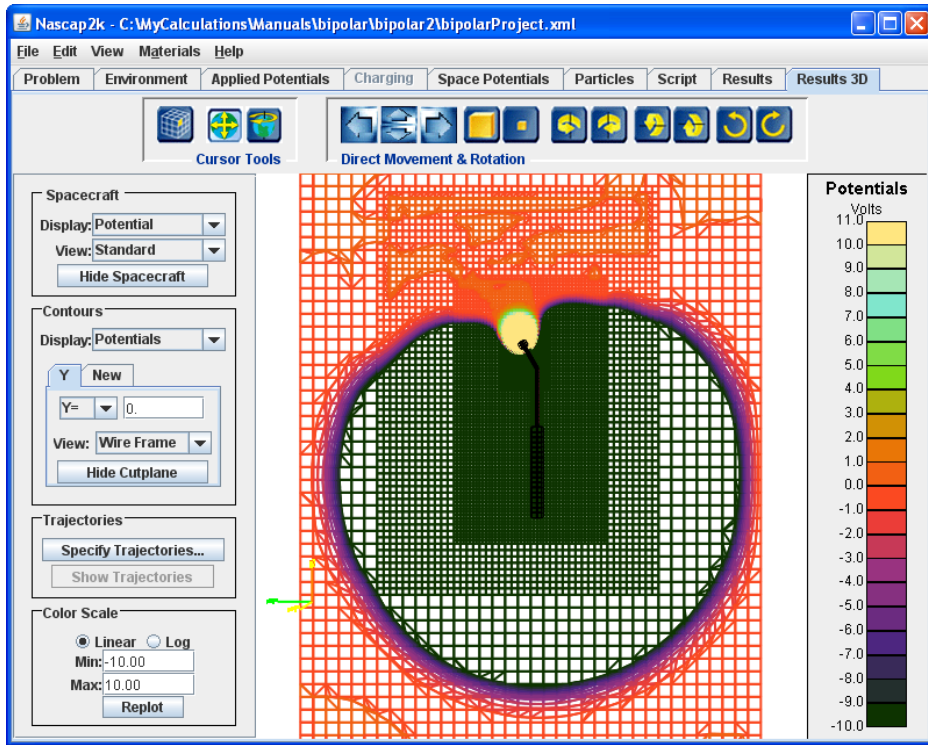 Nascap2k - C:\MyCalculations\Manuals\bipolar\bipolar2\bipolarProject.xml
File Edit View Materials Help
Problem Environment Applied Potentials Charging Space Potentials Particles Script Results Results 3D
Cursor Tools
Direct Movement & Rotation
Spacecraft
Display: Potential
View: Standard
Hide Spacecraft
Contours
Display: Potentials
Y New
Y= 0.
View: Wire Frame
Hide Cutplane
Trajectories
Specify Trajectories...
Show Trajectories
Color Scale
Linear Log
Min: -10.00
Max: 10.00
Replot
Potentials
Volts
11.0
10.0
9.0
8.0
7.0
6.0
5.0
4.0
3.0
2.0
1.0
0.0
-1.0
-2.0
-3.0
-4.0
-5.0
-6.0
-7.0
-8.0
-9.0
-10.0